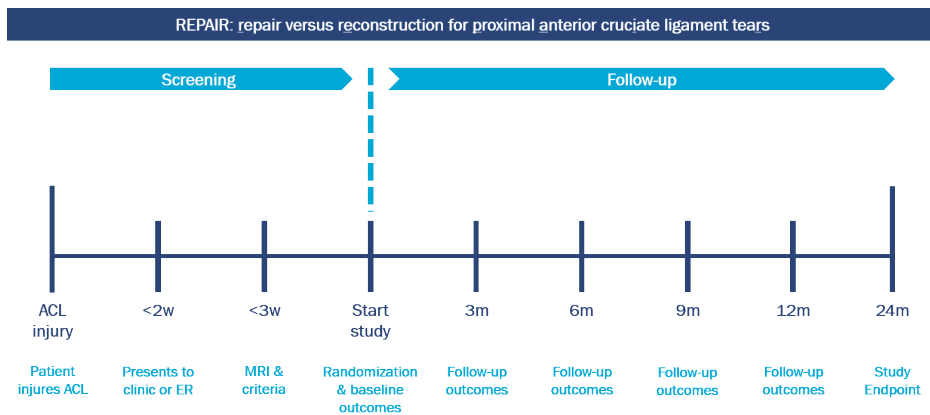 REPAIR: repair versus reconstruction for proximal anterior cruciate ligament tears
Screening
Follow-up
ACL
injury
<2w
<3w
Start
study
3m
6m
9m
12m
24m
Patient
injures ACL
Presents to
clinic or ER
MRI &
criteria
Randomization
& baseline
outcomes
Follow-up
outcomes
Follow-up
outcomes
Follow-up
outcomes
Follow-up
outcomes
Study
Endpoint